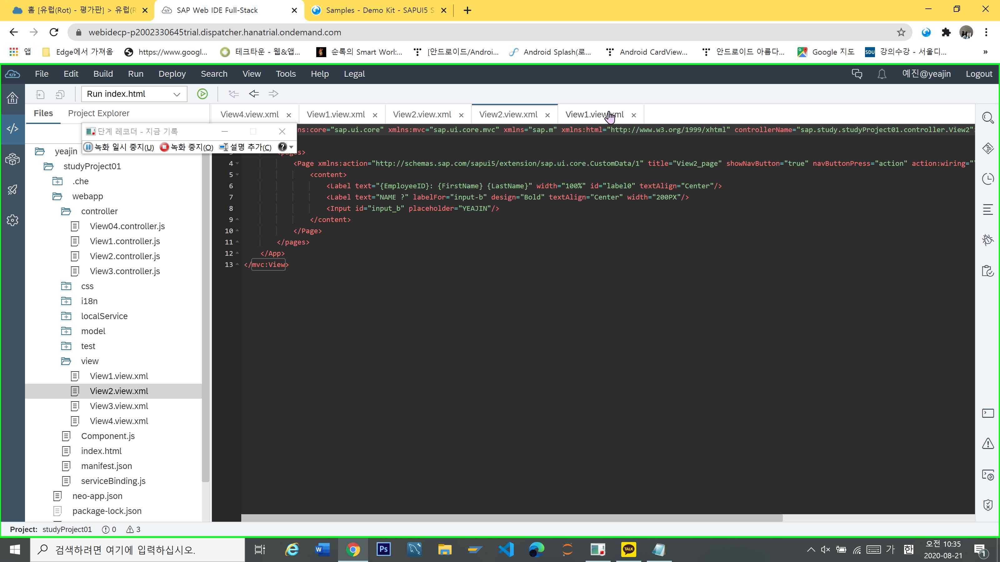 홈 [유럽(Rot) - 평가판] > 유럽(R
SAP Web IDE Full-Stack
Samples - Demo Kit - SAPUI5 S
webidecp-p2002330645trial.dispatcher.hanatrial.ondemand.com
앱
Edge에서 가져옴
https://www.googl...
테크타운 - 웹&앱...
순록의 Smart Worl:...
[안드로이드/Androi...
Android Splash(로...
Android CardView...
안드로이드 아름다...
Google 지도
SDU
강의수강 - 서울디...
»
File Edit Build Run Deploy Search View Tools Help Legal
예진@yeajin
Logout
Run index.html
Files
Project Explorer
View4.view.xml
View1.view.xml
View2.view.xml
View2.view.xml
View1.view.xml
단계 레코더 - 지금 기록
녹화 일시 중지(U)
녹화 중지(O)
설명 추가(C)
yeajin
studyProject01
.che
webapp
controller
View04.controller.js
View1.controller.js
View2.controller.js
View3.controller.js
css
i18n
localService
model
test
view
View1.view.xml
View2.view.xml
View3.view.xml
View4.view.xml
Component.js
index.html
manifest.json
serviceBinding.js
neo-app.json
package-lock.json
ns:core="sap.ui.core" xmlns:mvc="sap.ui.core.mvc" xmlns="sap.m" xmlns:html="http://www.w3.org/1999/xhtml" controllerName="sap.study.studyProject01.controller.View2"
<pages>
4 <Page xmlns:action="http://schemas.sap.com/sapui5/extension/sap.ui.core.CustomData/1" title="View2_page" showNavButton="true" navButtonPress="action" action:wiring="
5 <content>
6 <Label text="{EmployeeID}: {FirstName} {LastName}" width="100%" id="label0" textAlign="Center"/>
7 <Label text="NAME ?" labelFor="input-b" design="Bold" textAlign="Center" width="200PX"/>
8 <Input id="input_b" placeholder="YEAJIN"/>
9 </content>
10 </Page>
11 </pages>
12 </App>
13 </mvc:View>
Project: studyProject01 0 3
검색하려면 여기에 입력하십시오.
Ps
TALK
가
한
오전 10:35
2020-08-21
1